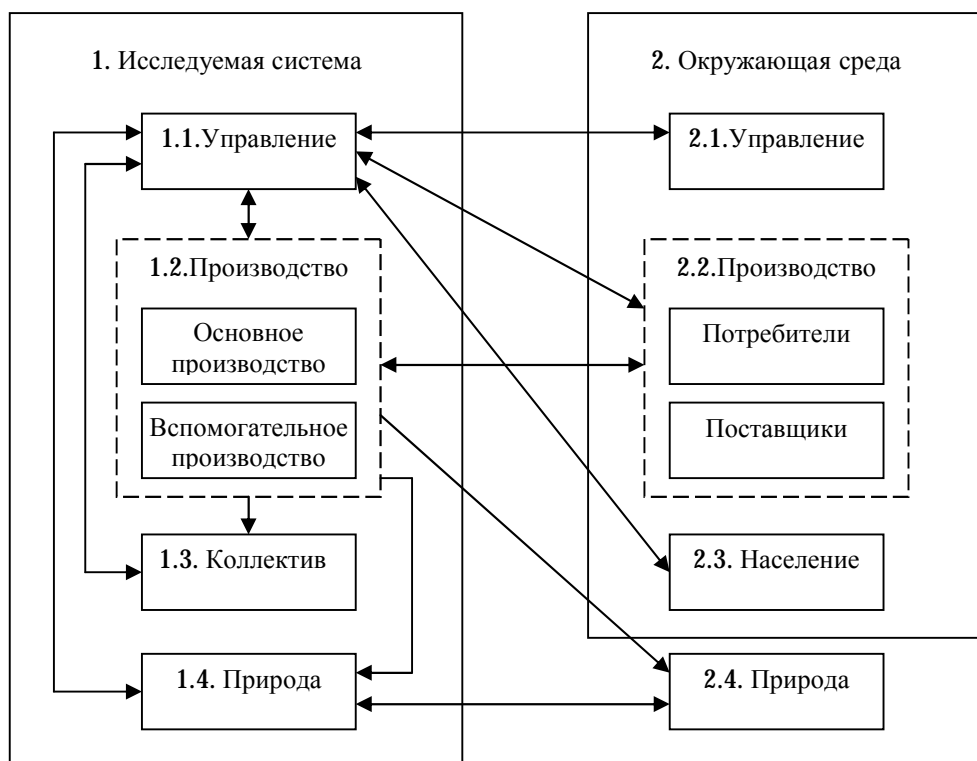 1. Исследуемая система
1.1.Управление
1.2.Производство
Основное
производство
Вспомогательное
производство
1.3. Коллектив
1.4. Природа
2. Окружающая среда
2.1.Управление
2.2.Производство
Потребители
Поставщики
2.3. Население
2.4. Природа